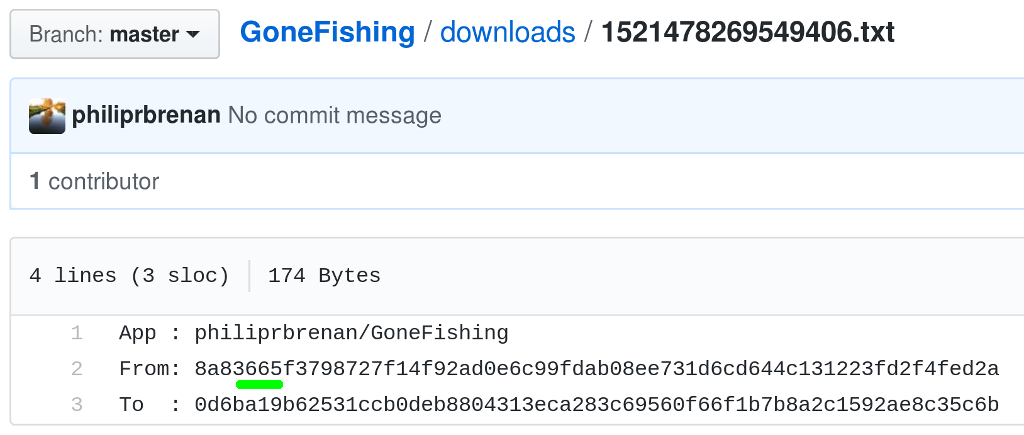 Branch: master GoneFishing / downloads / 1521478269549406.txt
philiprbrenan No commit message
1 contributor
4 lines (3 sloc) 174 Bytes
1 App : philiprbrenan/GoneFishing
2 From: 8a83665f3798727f14f92ad0e6c99fdab08ee731d6cd644c131223fd2f4fed2a
3 To  : 0d6ba19b62531ccb0deb8804313eca283c69560f66f1b7b8a2c1592ae8c35c6b